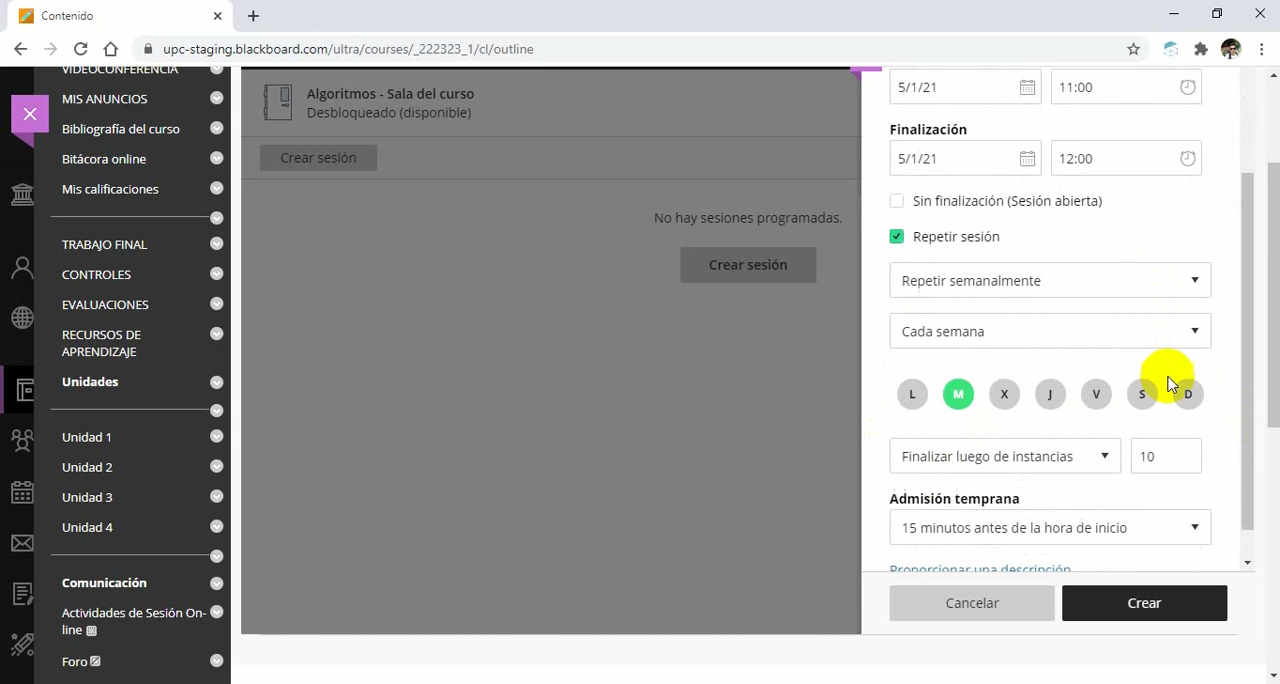 Contenido
upc-staging.blackboard.com/ultra/courses/_222323_1/cl/outline
VIDEOCONFERENCIA
MIS ANUNCIOS
Bibliografía del curso
Bitácora online
Mis calificaciones
TRABAJO FINAL
CONTROLES
EVALUACIONES
RECURSOS DE
APRENDIZAJE
Unidades
Unidad 1
Unidad 2
Unidad 3
Unidad 4
Comunicación
Actividades de Sesión On-
line
Foro
Algoritmos - Sala del curso
Desbloqueado (disponible)
Crear sesión
No hay sesiones programadas.
Crear sesión
5/1/21 11:00
Finalización
5/1/21 12:00
Sin finalización (Sesión abierta)
Repetir sesión
Repetir semanalmente
Cada semana
L M X J V S D
Finalizar luego de instancias 10
Admisión temprana
15 minutos antes de la hora de inicio
Proporcionar una descripción
Cancelar Crear